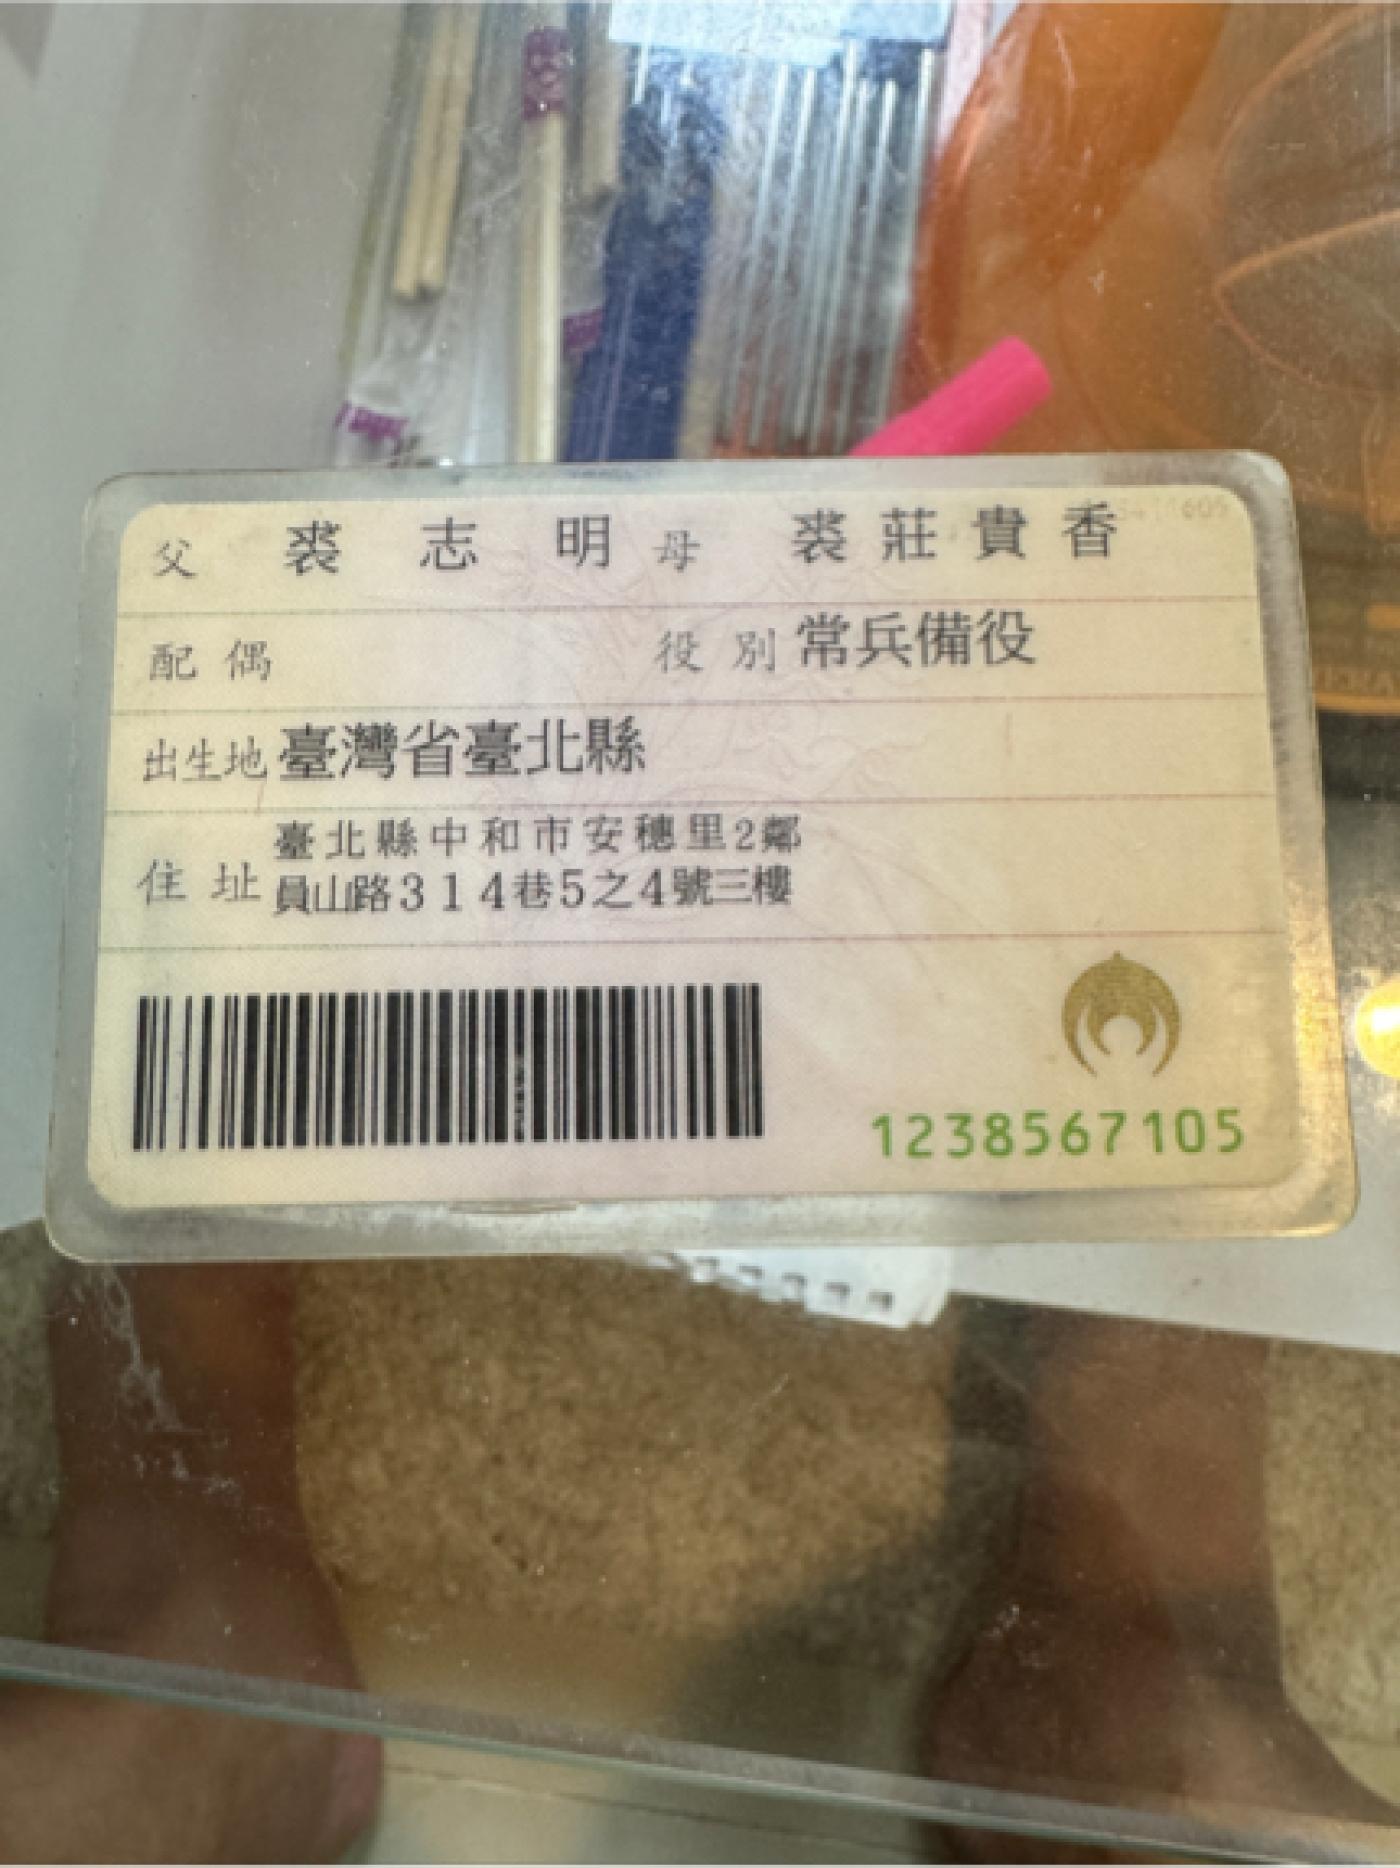 父 裘志明 母 裘莊貴香
配偶 役別 常兵備役
出生地 臺灣省臺北縣
住址 臺北縣中和市安穗里2鄰
員山路314巷5之4號三樓
1238567105